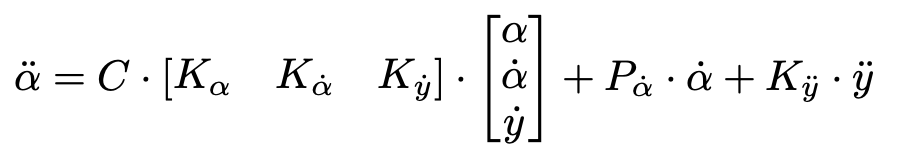 α̈ = C · [K_α K_α̇ K_ẏ] · [α α̇ ẏ] + P_α̇ · α̇ + K_ÿ · ÿ